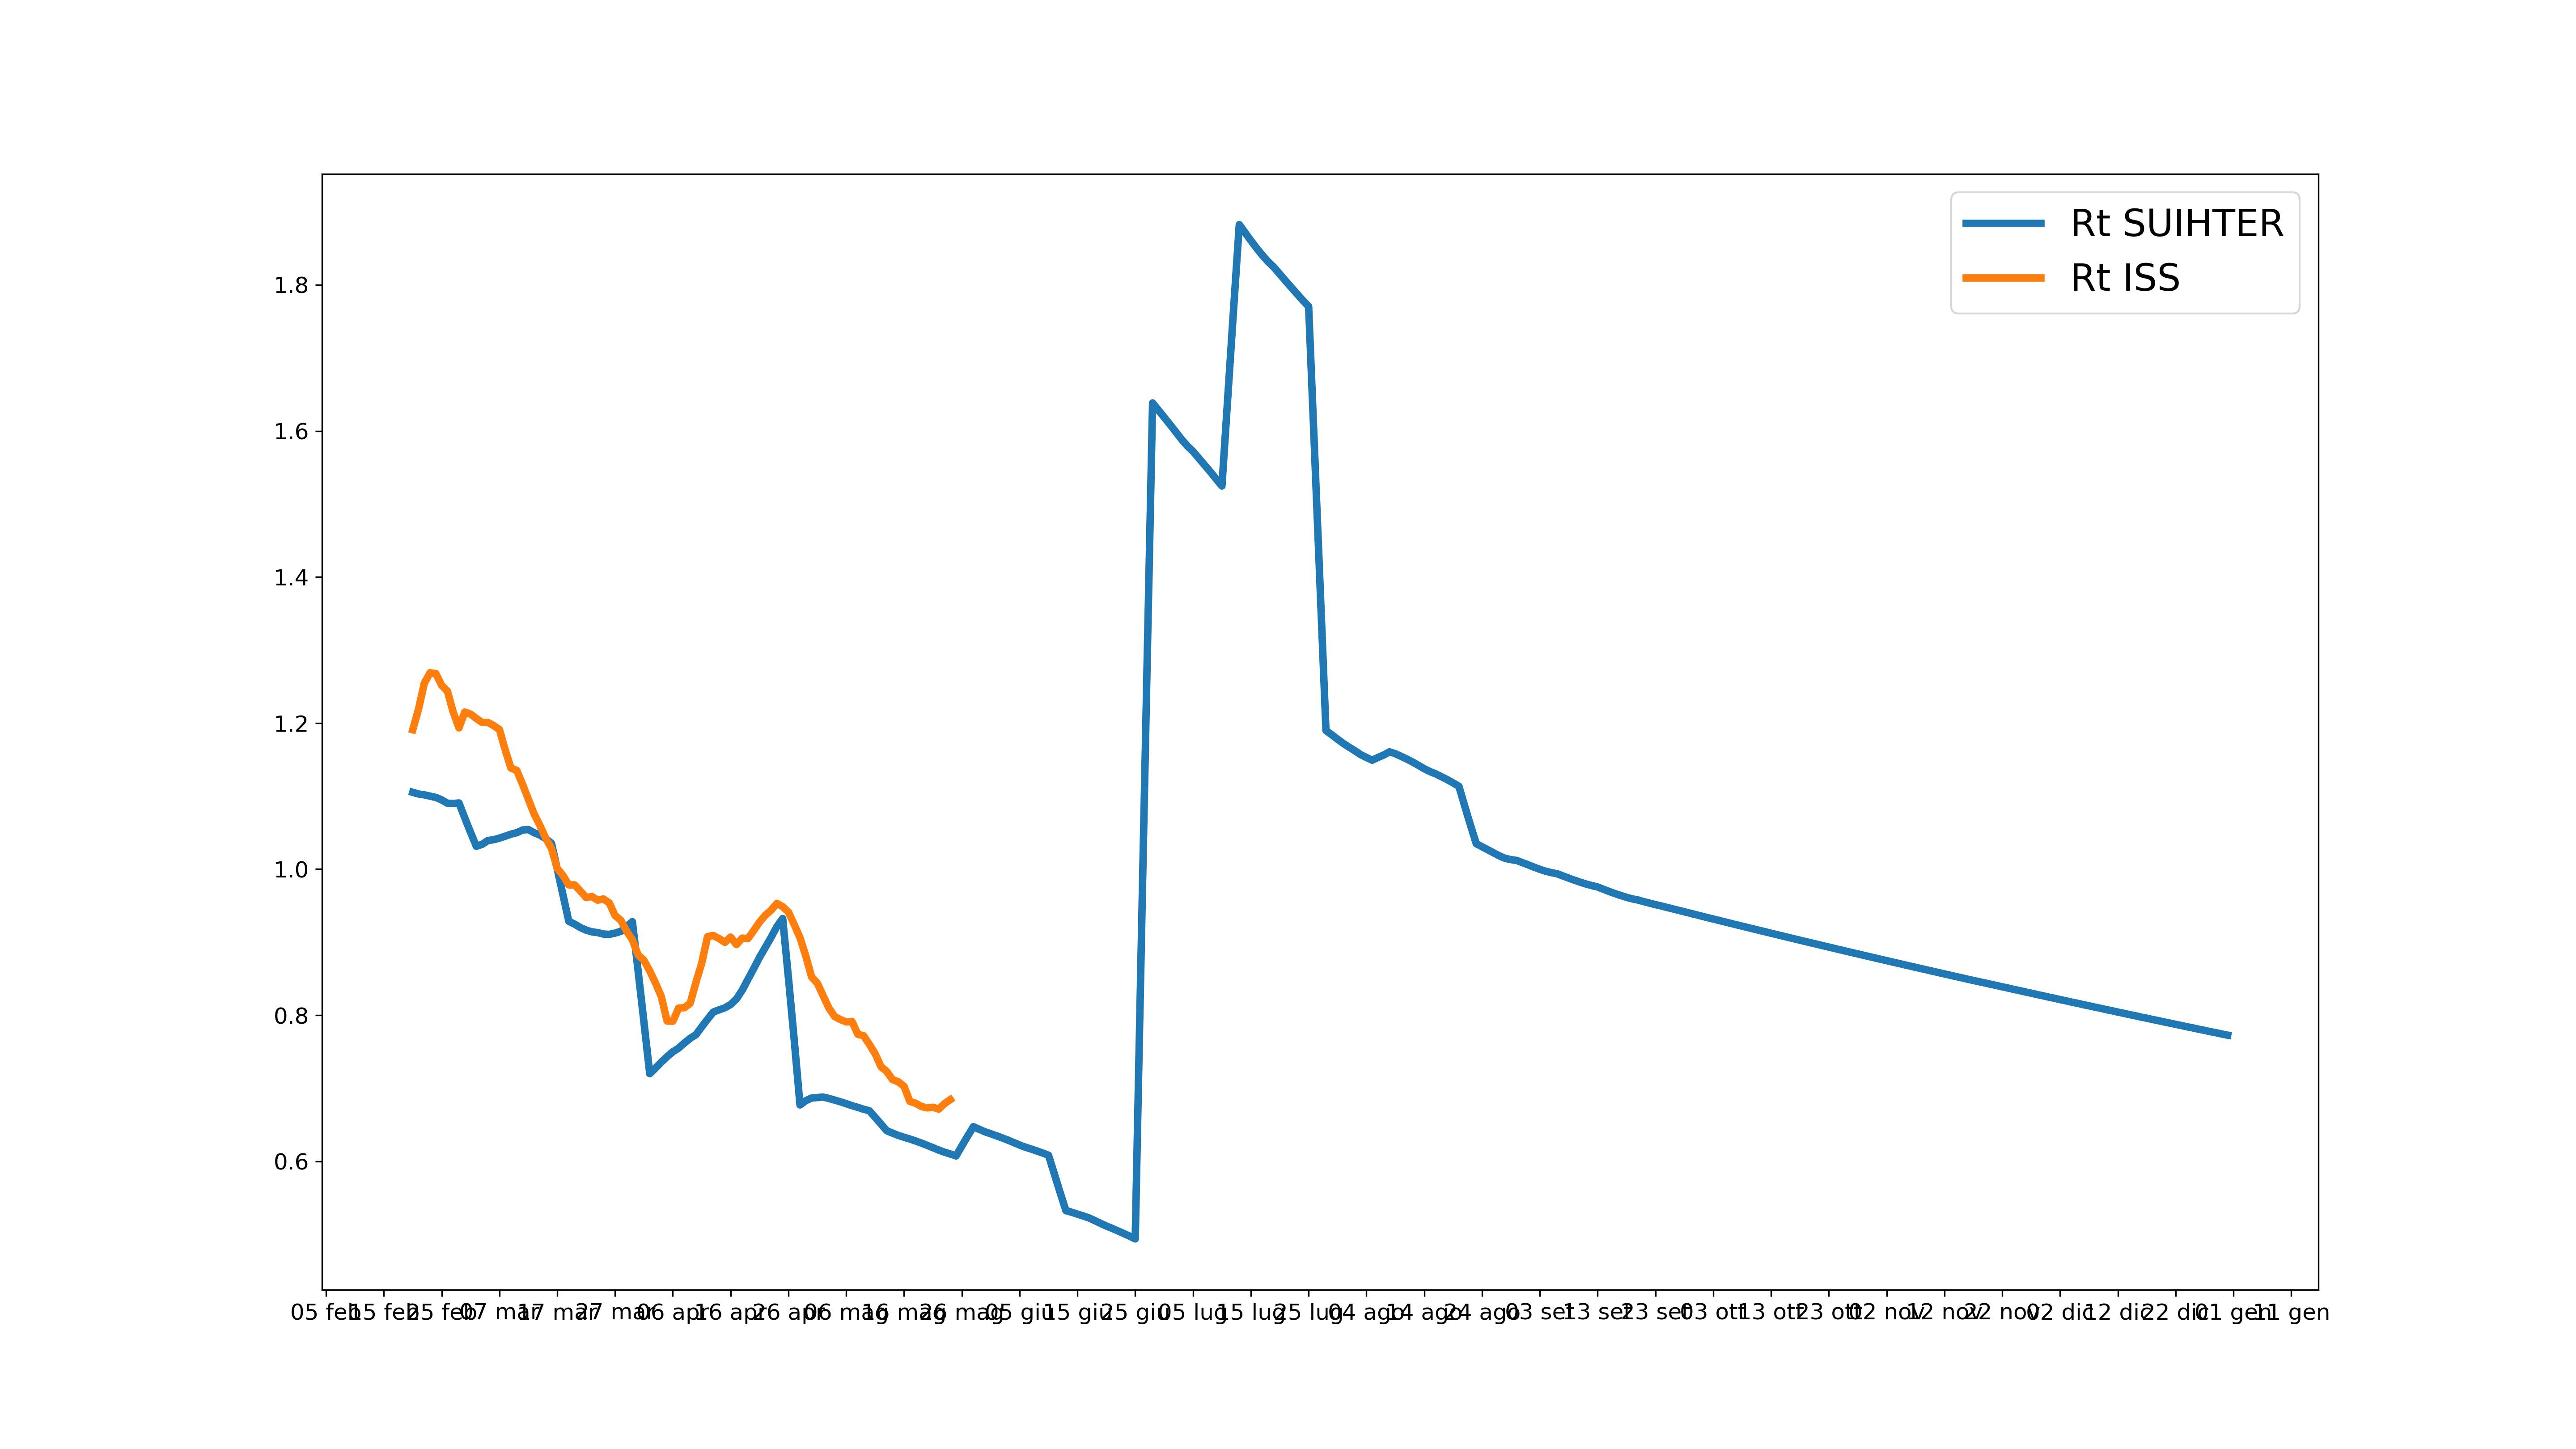 Rt SUIHTER
Rt ISS
1.8
1.6
1.4
1.2
1.0
0.8
0.6
05 feb 15 feb 25 feb 07 mar 17 mar 27 mar 06 apr 16 apr 26 apr 06 mag 16 mag 26 mag 05 giu 15 giu 25 giu 05 lug 15 lug 25 lug 04 ago 14 ago 24 ago 03 set 13 set 23 set 03 ott 13 ott 23 ott 02 nov 12 nov 22 nov 02 dic 12 dic 22 dic 01 gen 11 gen